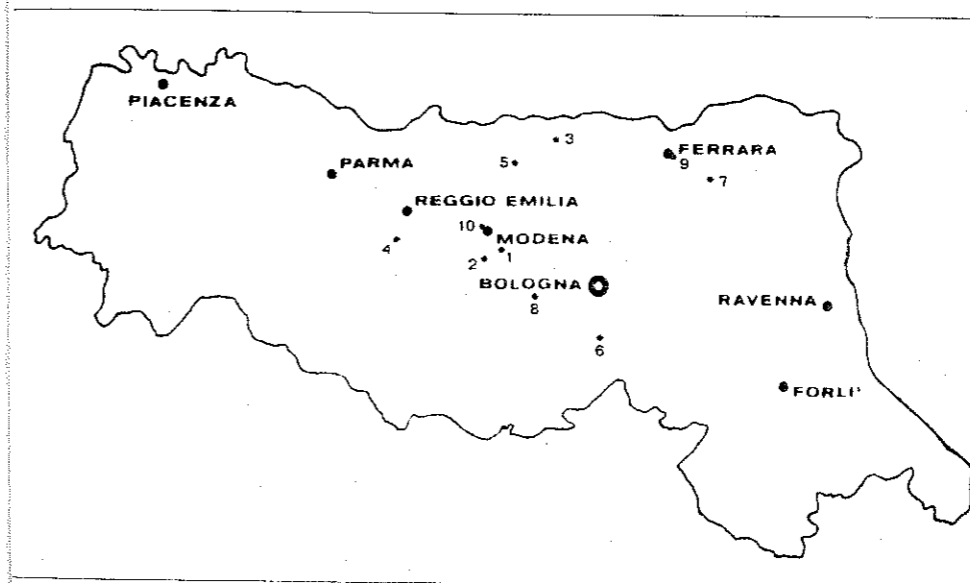 PIACENZA
3
FERRARA
9
7
5
PARMA
REGGIO EMILIA
10
MODENA
4
1
2
BOLOGNA
8
RAVENNA
6
FORLI'